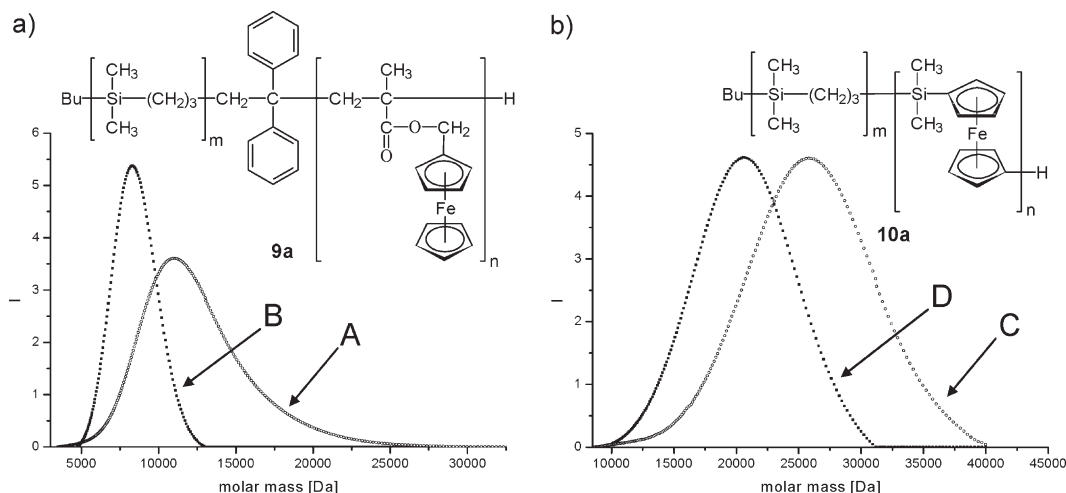 a)
CH3
CH3
Bu
Si
(CH2)3
CH2
C
CH2
C
H
CH3
m
C
O
CH2
O
Fe
n
9a
6
5
4
3
2
1
0
I
B
A
5000 10000 15000 20000 25000 30000
molar mass [Da]
b)
CH3
CH3
Bu
Si
(CH2)3
Si
CH3
CH3
m
Fe
H
n
10a
5
4
3
2
1
0
I
D
C
10000 15000 20000 25000 30000 35000 40000 45000
molar mass [Da]